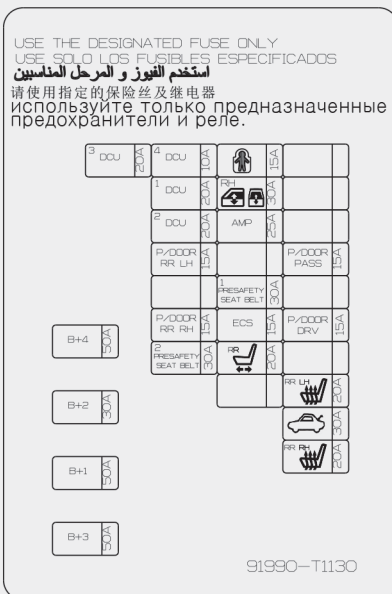 USE THE DESIGNATED FUSE ONLY
USE SOLO LOS FUSIBLES ESPECIFICADOS
استخدم الفيوز و المرحل المناسبين
请使用指定的保险丝及继电器
используйте только предназначенные
предохранители и реле.
3 DCU 20A 4 DCU 10A 15A
1 DCU 20A RH 30A
2 DCU 20A AMP 25A
P/DOOR RR LH 15A P/DOOR PASS 15A
1 PRESAFETY SEAT BELT 30A
P/DOOR RR RH 15A ECS 15A P/DOOR DRV 15A
B+4 50A 2 PRESAFETY SEAT BELT 30A RR 20A
RR LH 20A
B+2 30A 30A
RR RH 20A
B+1 50A
B+3 50A
91990-T1130